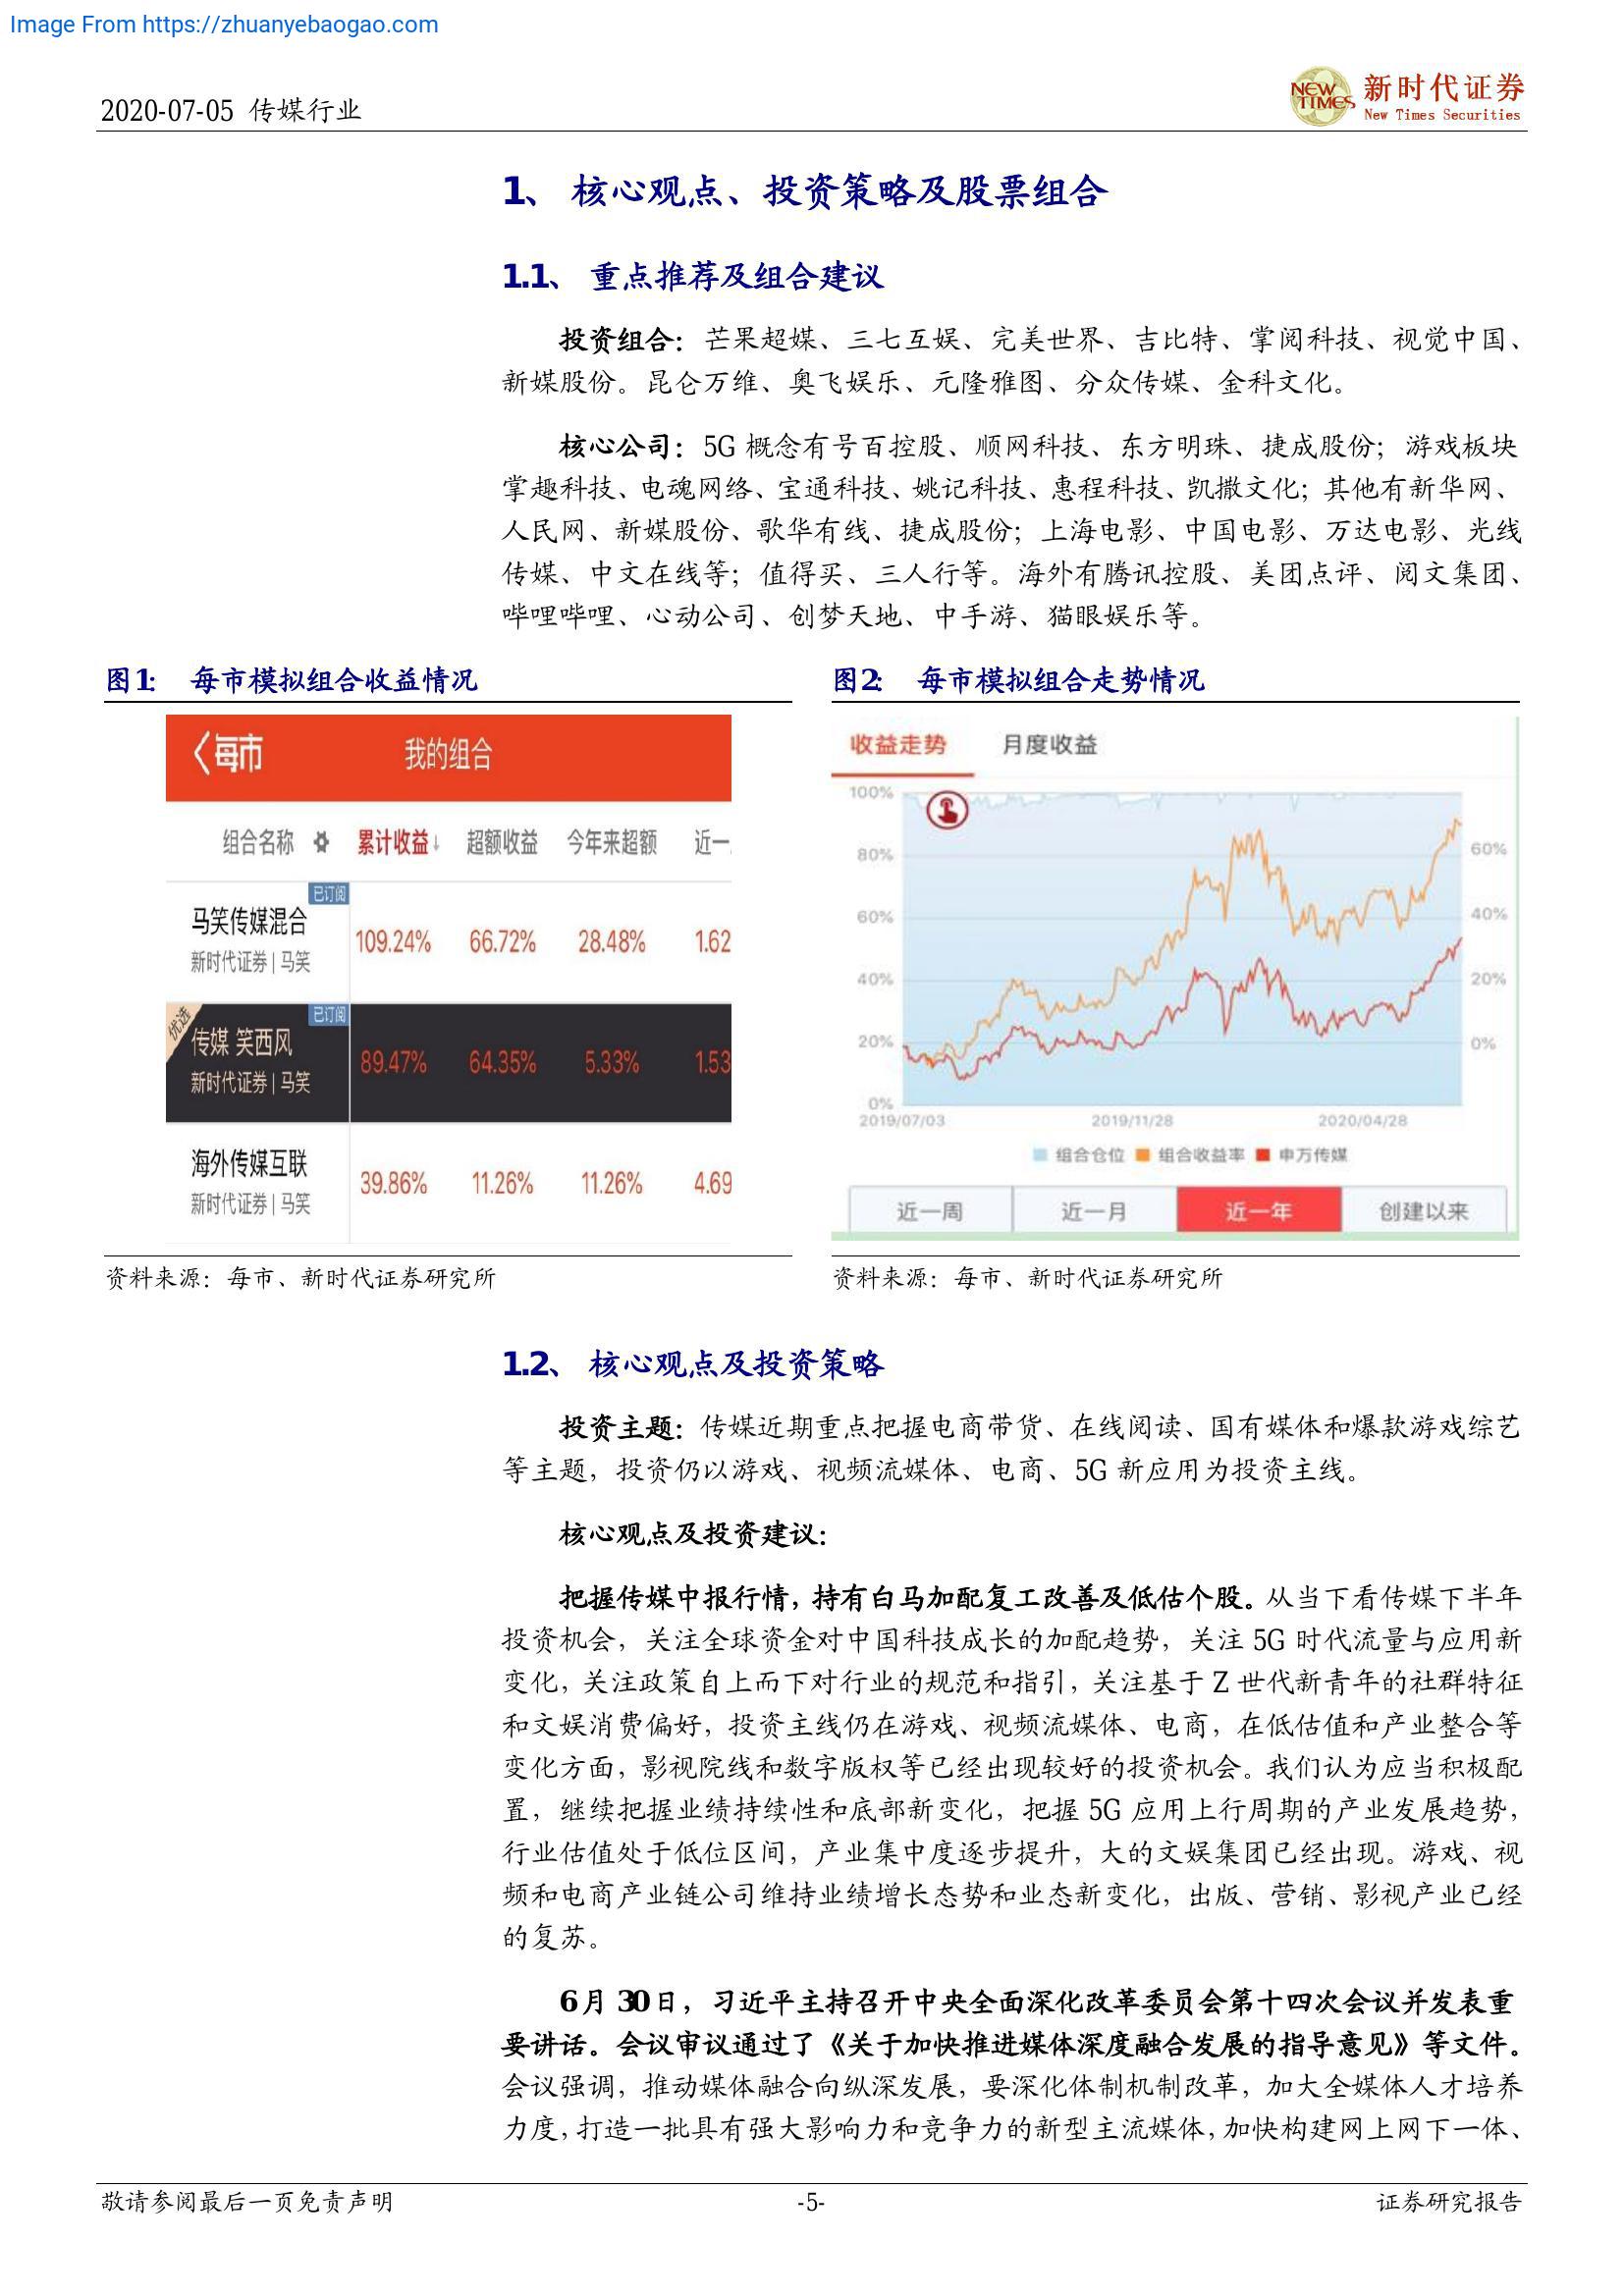 Image From https://zhuanyebaogao.com
2020-07-05 传媒行业
NEW TIMES
新时代证券
New Times Securities
1、 核心观点、投资策略及股票组合
1.1、 重点推荐及组合建议
投资组合：芒果超媒、三七互娱、完美世界、吉比特、掌阅科技、视觉中国、
新媒股份。昆仑万维、奥飞娱乐、元隆雅图、分众传媒、金科文化。
核心公司：5G 概念有号百控股、顺网科技、东方明珠、捷成股份；游戏板块
掌趣科技、电魂网络、宝通科技、姚记科技、惠程科技、凯撒文化；其他有新华网、
人民网、新媒股份、歌华有线、捷成股份；上海电影、中国电影、万达电影、光线
传媒、中文在线等；值得买、三人行等。海外有腾讯控股、美团点评、阅文集团、
哔哩哔哩、心动公司、创梦天地、中手游、猫眼娱乐等。
图1： 每市模拟组合收益情况
每市 我的组合
组合名称 累计收益↓ 超额收益 今年来超额 近一
已订阅
马笑传媒混合
新时代证券 | 马笑
109.24% 66.72% 28.48% 1.62
优选
已订阅
传媒 笑西风
新时代证券 | 马笑
89.47% 64.35% 5.33% 1.53
海外传媒互联
新时代证券 | 马笑
39.86% 11.26% 11.26% 4.69
资料来源：每市、新时代证券研究所
图2： 每市模拟组合走势情况
收益走势 月度收益
100%
80%
60%
40%
20%
0%
60%
40%
20%
0%
2019/07/03 2019/11/28 2020/04/28
组合仓位 组合收益率 申万传媒
近一周 近一月 近一年 创建以来
资料来源：每市、新时代证券研究所
1.2、 核心观点及投资策略
投资主题：传媒近期重点把握电商带货、在线阅读、国有媒体和爆款游戏综艺
等主题，投资仍以游戏、视频流媒体、电商、5G 新应用为投资主线。
核心观点及投资建议：
把握传媒中报行情，持有白马加配复工改善及低估个股。从当下看传媒下半年
投资机会，关注全球资金对中国科技成长的加配趋势，关注 5G 时代流量与应用新
变化，关注政策自上而下对行业的规范和指引，关注基于 Z 世代新青年的社群特征
和文娱消费偏好，投资主线仍在游戏、视频流媒体、电商，在低估值和产业整合等
变化方面，影视院线和数字版权等已经出现较好的投资机会。我们认为应当积极配
置，继续把握业绩持续性和底部新变化，把握 5G 应用上行周期的产业发展趋势，
行业估值处于低位区间，产业集中度逐步提升，大的文娱集团已经出现。游戏、视
频和电商产业链公司维持业绩增长态势和业态新变化，出版、营销、影视产业已经
的复苏。
6月30日，习近平主持召开中央全面深化改革委员会第十四次会议并发表重
要讲话。会议审议通过了《关于加快推进媒体深度融合发展的指导意见》等文件。
会议强调，推动媒体融合向纵深发展，要深化体制机制改革，加大全媒体人才培养
力度，打造一批具有强大影响力和竞争力的新型主流媒体，加快构建网上网下一体、
敬请参阅最后一页免责声明
-5-
证券研究报告